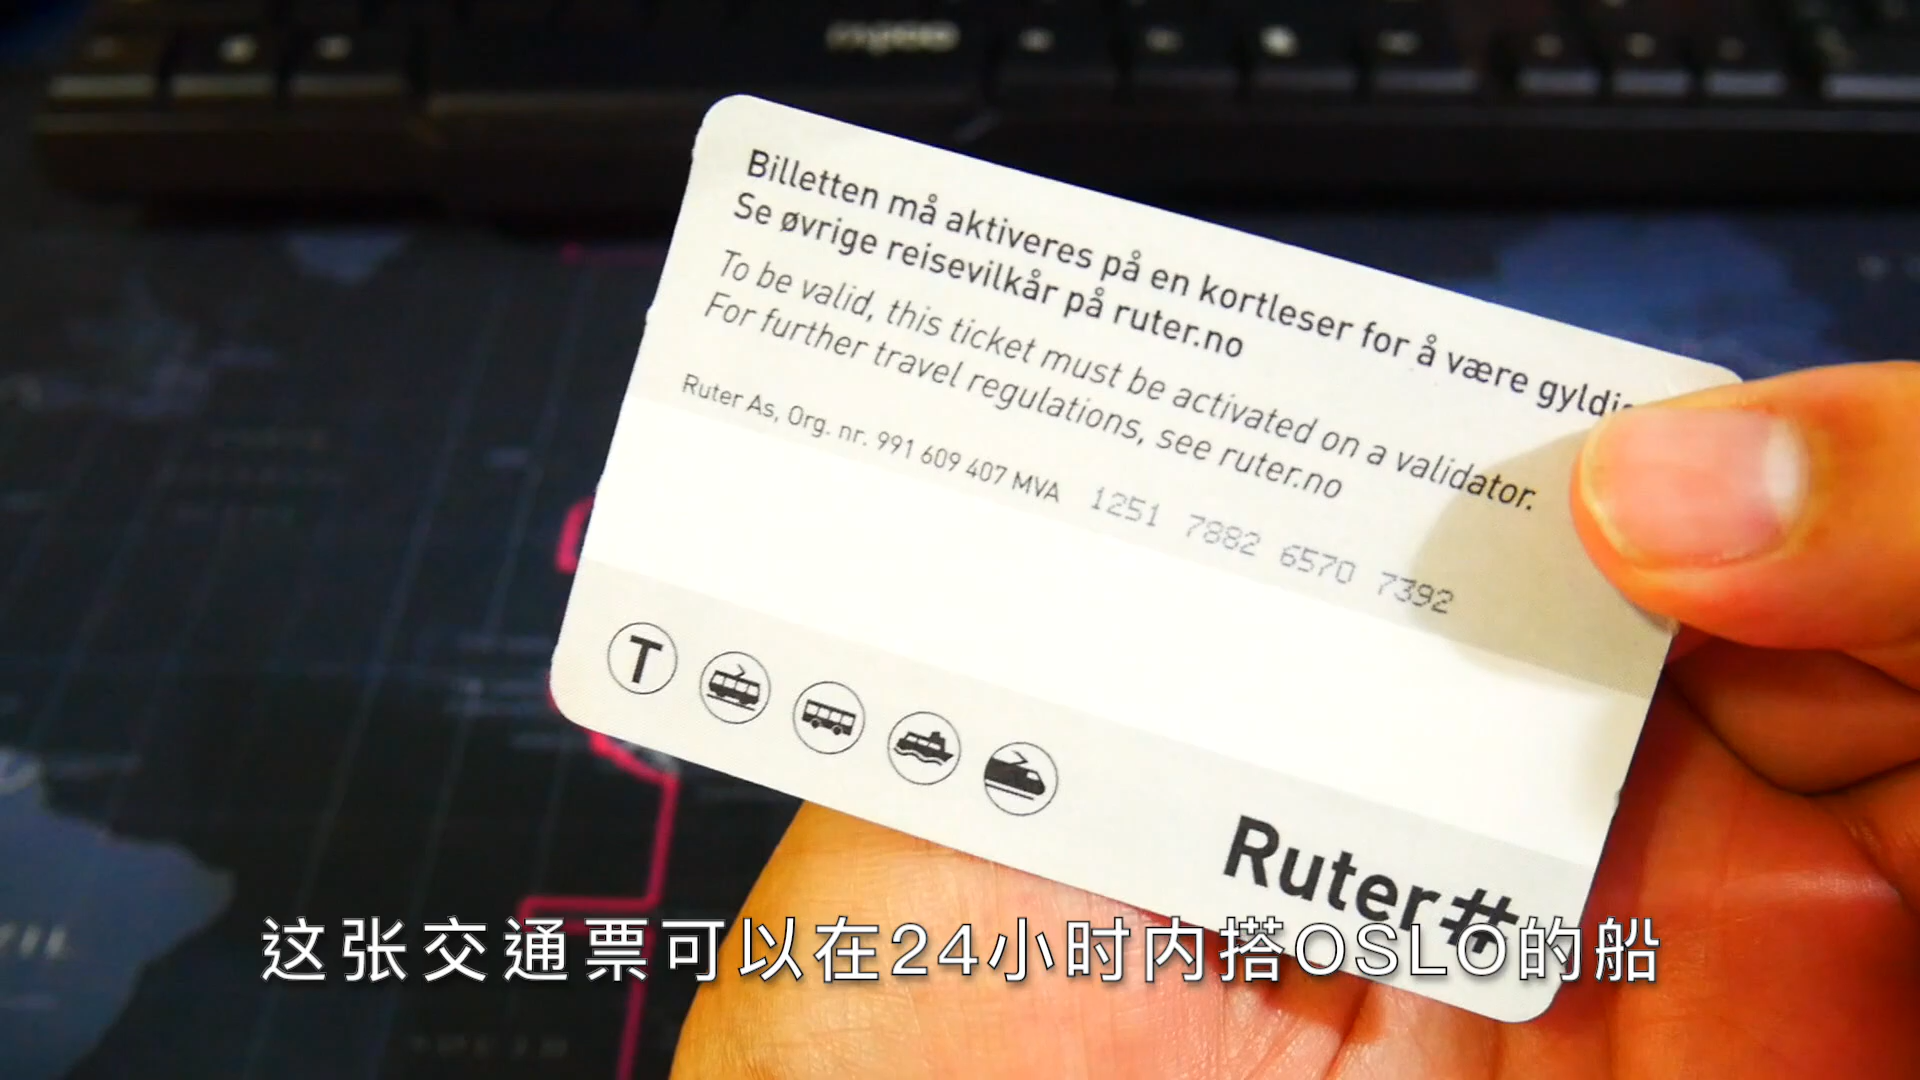 rapoo
Billetten må aktiveres på en kortleser for å være
Se øvrige reisevilkår på ruter.no
To be valid, this ticket must be activated on a validator.
For further travel regulations, see ruter.no
Ruter As, Org. nr. 991 609 407 MVA 1251 7882 6570 7392
T
Ruter#
这张交通票可以在24小时内搭OSLO的船